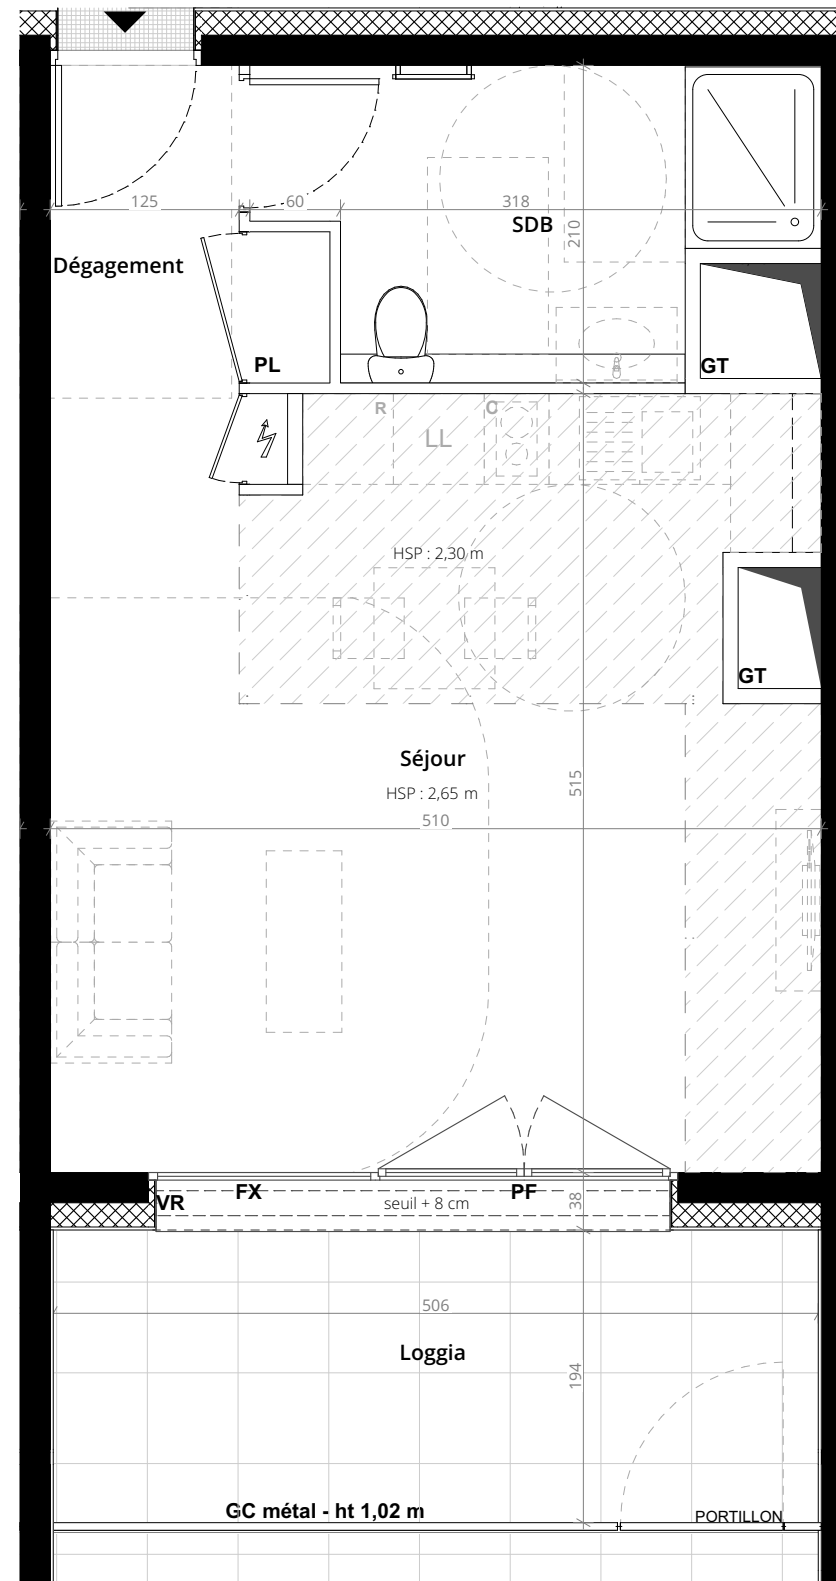 125
60
318
SDB
210
Dégagement
PL
GT
R
C
LL
HSP : 2,30 m
GT
Séjour
HSP : 2,65 m
515
510
VR
FX
seuil + 8 cm
PF
38
506
Loggia
194
GC métal - ht 1,02 m
PORTILLON